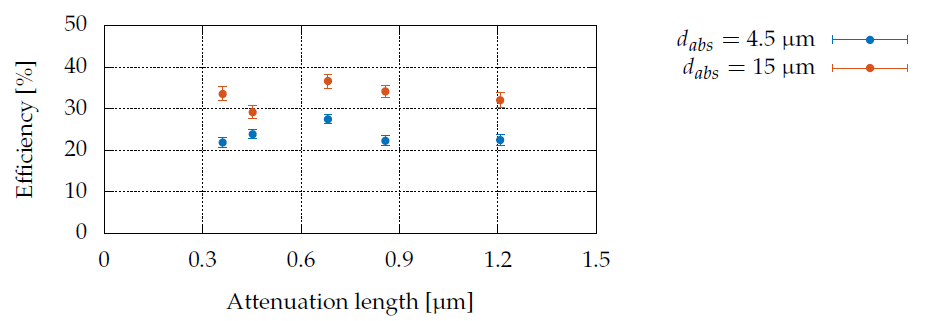 50
40
30
20
10
0
Efficiency [%]
0 0.3 0.6 0.9 1.2 1.5
Attenuation length [µm]
d_abs = 4.5 µm
d_abs = 15 µm